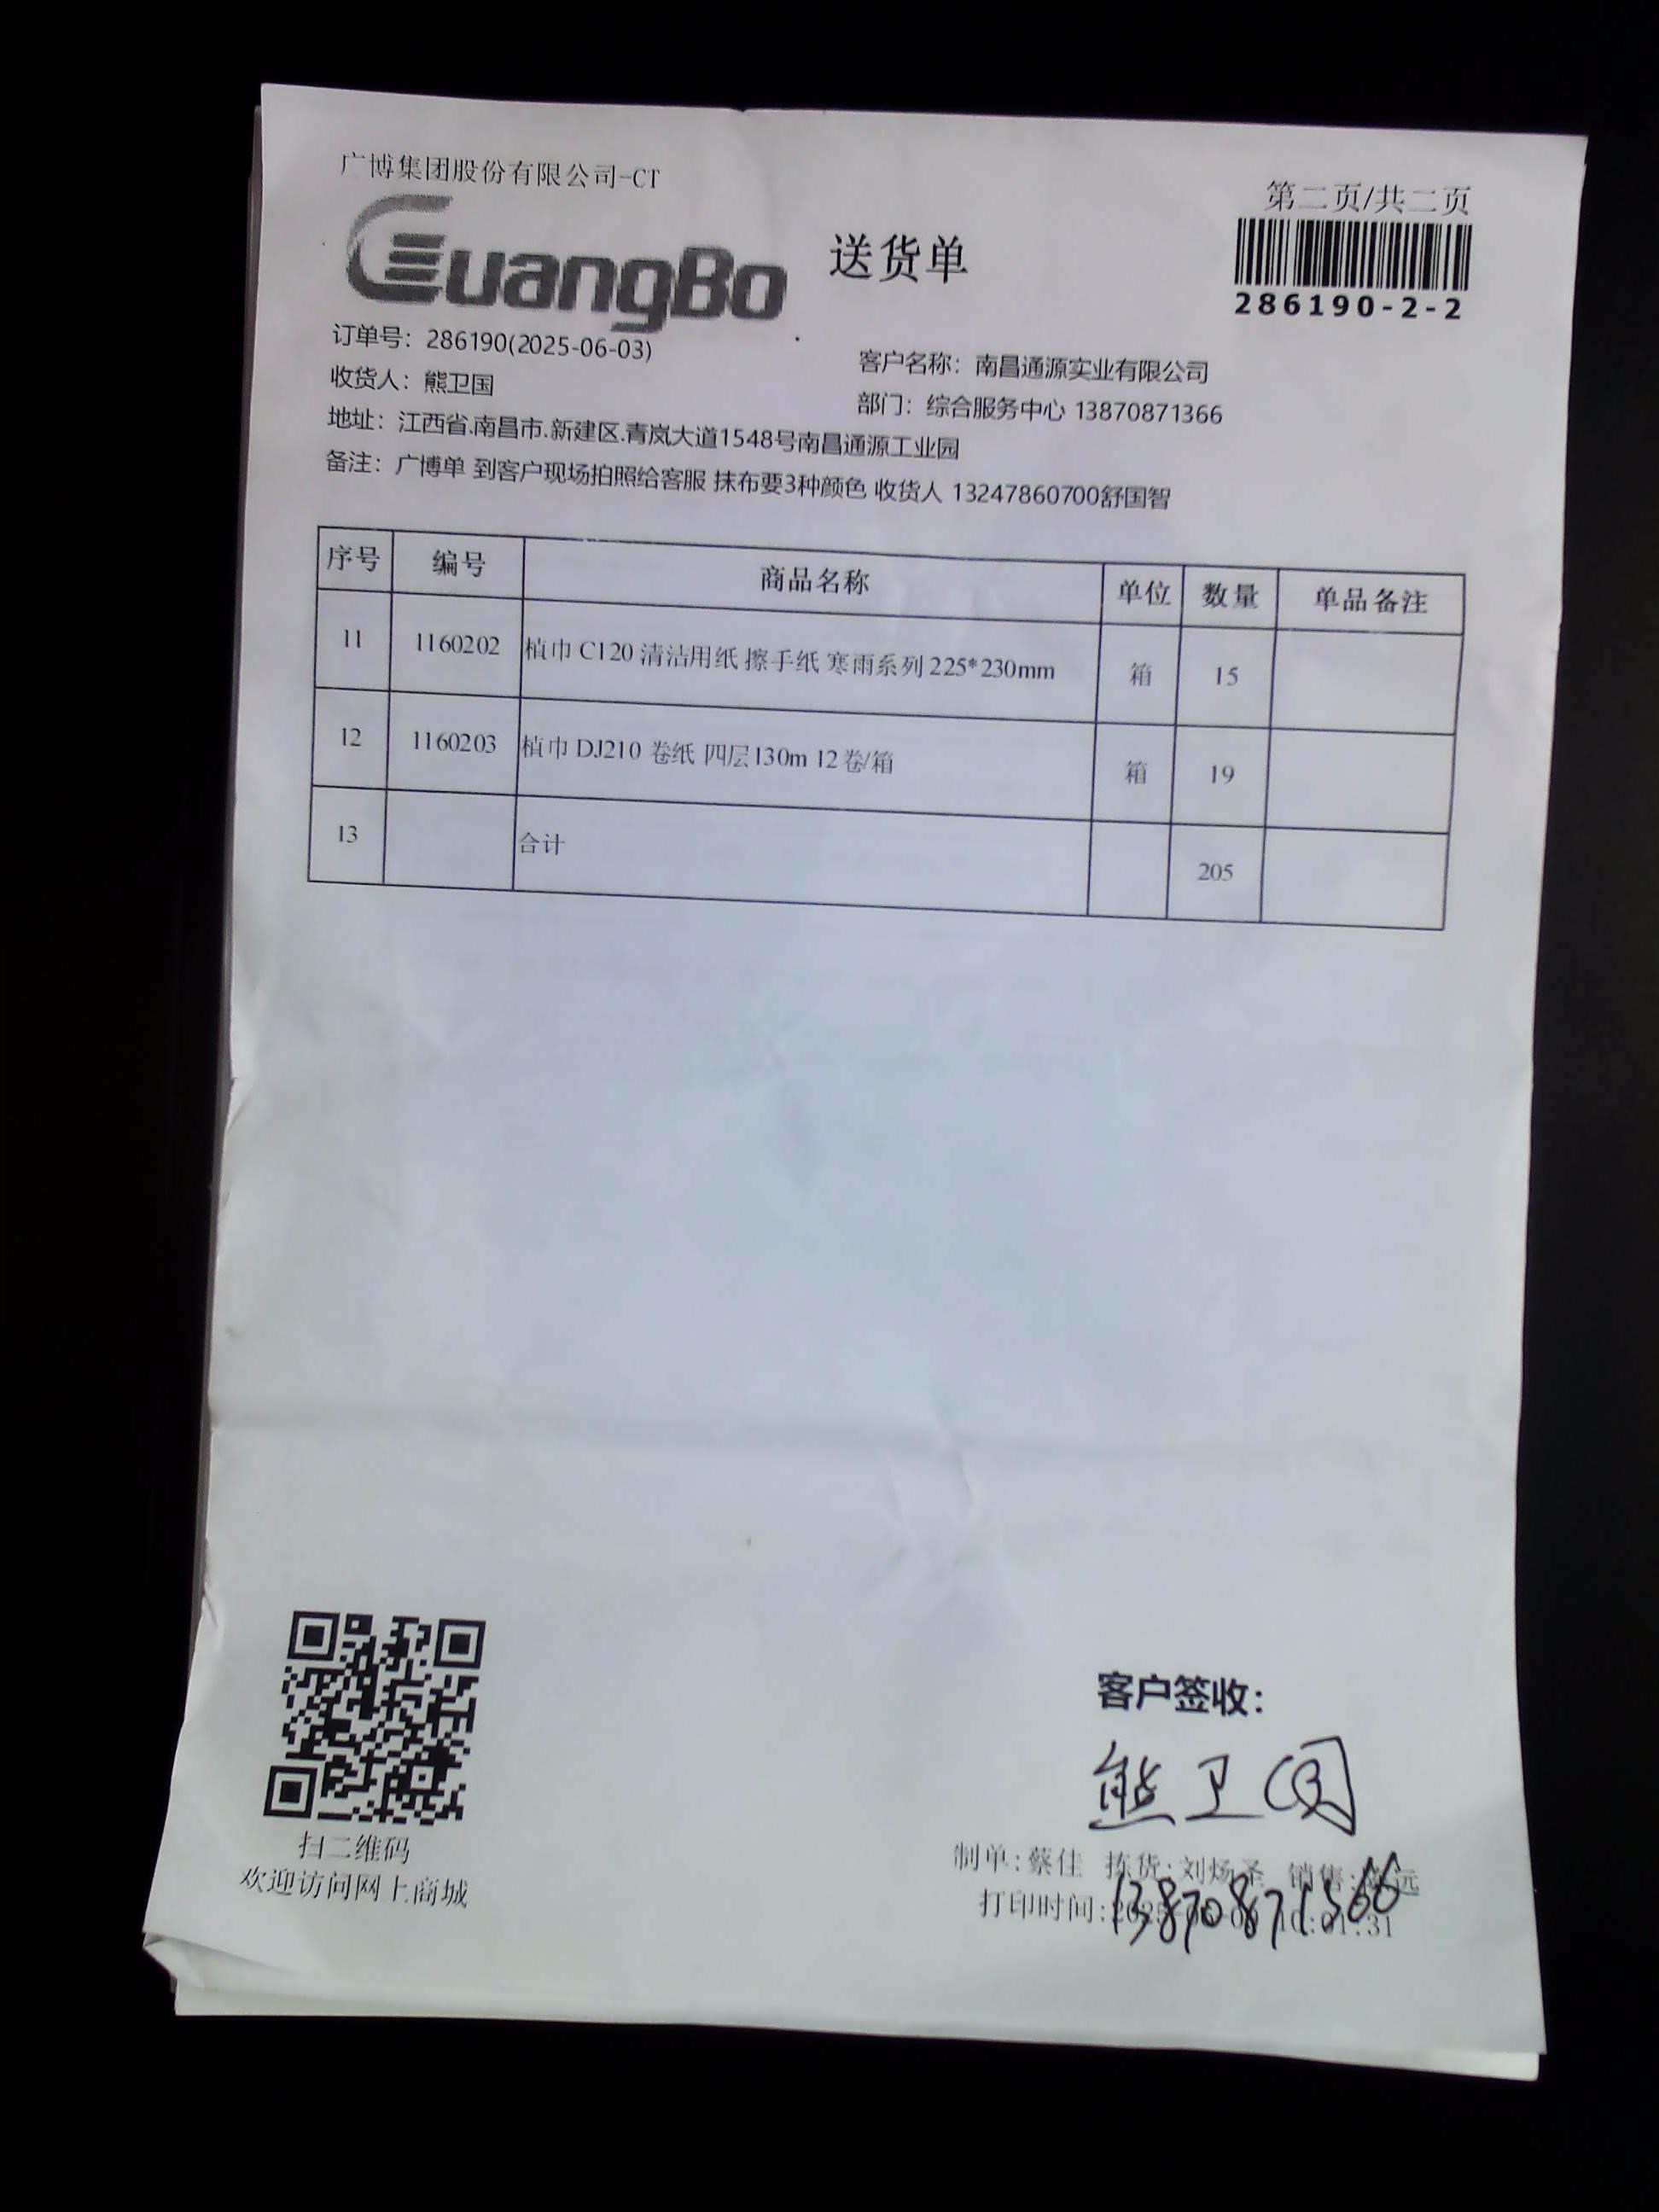 广博集团股份有限公司-CT
第二页/共二页
GuangBo
送货单
286190-2-2
订单号：286190(2025-06-03)
客户名称：南昌通源实业有限公司
收货人：熊卫国
部门：综合服务中心 13870871366
地址：江西省.南昌市.新建区.青岚大道1548号南昌通源工业园
备注：广博单 到客户现场拍照给客服 抹布要3种颜色 收货人 13247860700舒国智
序号 编号 商品名称 单位 数量 单品备注
11 1160202 植巾 C120 清洁用纸 擦手纸 寒雨系列 225*230mm 箱 15
12 1160203 植巾 DJ210 卷纸 四层130m 12卷/箱 箱 19
13 合计 205
客户签收：
熊卫国
扫二维码
欢迎访问网上商城
制单:蔡佳 拣货:刘炀圣 销售:远
打印时间:
13870871366